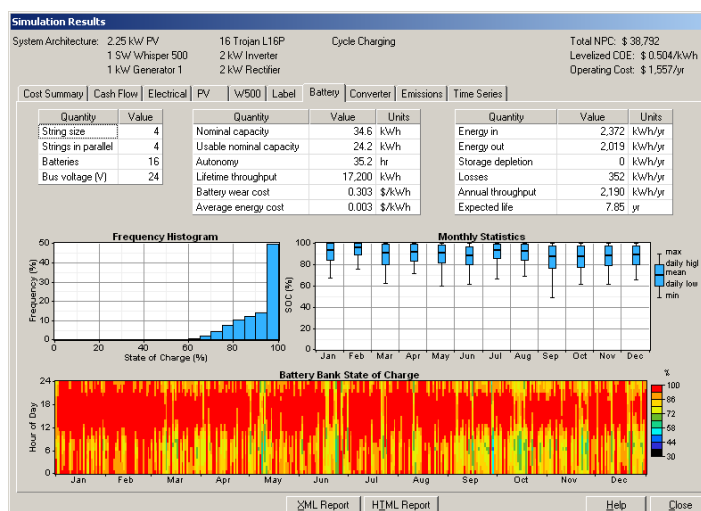 Simulation Results
System Architecture: 2.25 kW PV 16 Trojan L16P Cycle Charging Total NPC: $ 38,792
1 SW Whisper 500 2 kW Inverter Levelized COE: $ 0.504/kWh
1 kW Generator 1 2 kW Rectifier Operating Cost: $ 1,557/yr
Cost Summary Cash Flow Electrical PV W500 Label Battery Converter Emissions Time Series
Quantity Value Quantity Value Units Quantity Value Units
String size 4 Nominal capacity 34.6 kWh Energy in 2,372 kWh/yr
Strings in parallel 4 Usable nominal capacity 24.2 kWh Energy out 2,019 kWh/yr
Batteries 16 Autonomy 35.2 hr Storage depletion 0 kWh/yr
Bus voltage (V) 24 Lifetime throughput 17,200 kWh Losses 352 kWh/yr
Battery wear cost 0.303 $/kWh Annual throughput 2,190 kWh/yr
Average energy cost 0.003 $/kWh Expected life 7.85 yr
Frequency Histogram
50
40
30
20
10
0
Frequency (%)
0 20 40 60 80 100
State of Charge (%)
Monthly Statistics
100
80
60
40
20
0
SOC (%)
Jan Feb Mar Apr May Jun Jul Aug Sep Oct Nov Dec
max
daily high
mean
daily low
min
Battery Bank State of Charge
24
18
12
6
0
Hour of Day
Jan Feb Mar Apr May Jun Jul Aug Sep Oct Nov Dec
%
100
86
72
58
44
30
XML Report HTML Report Help Close